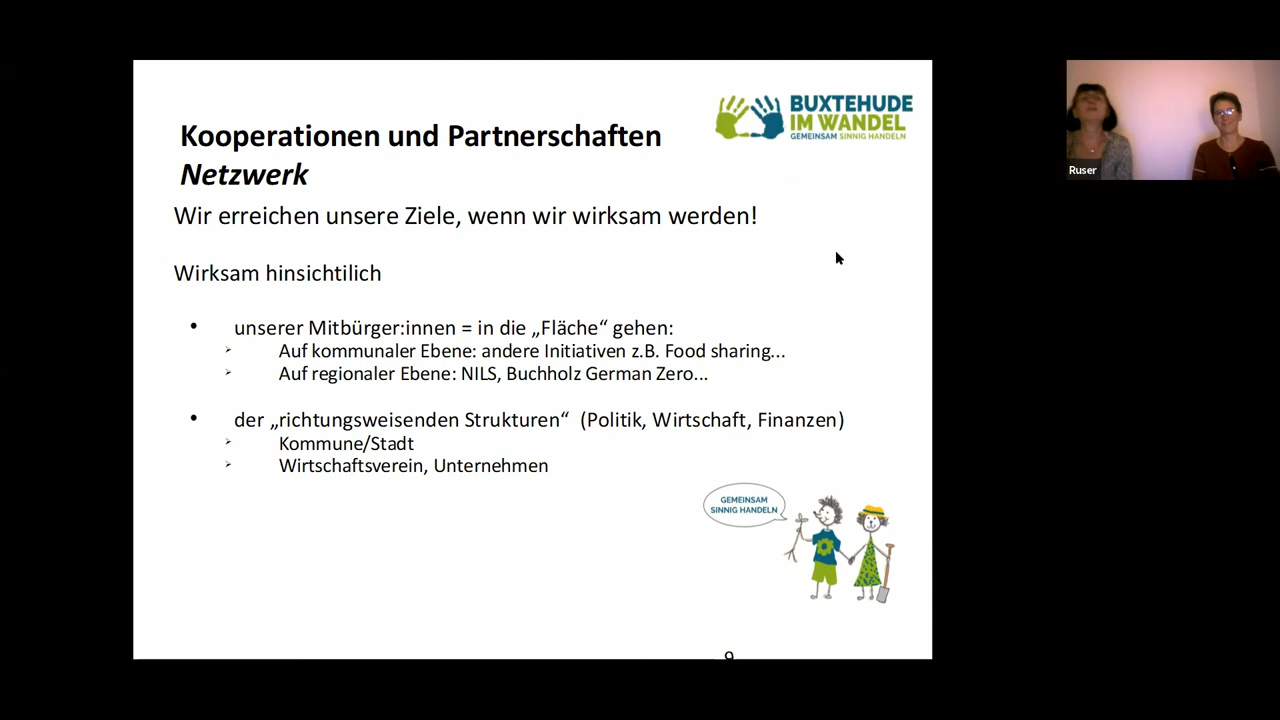 BUXTEHUDE
IM WANDEL
GEMEINSAM SINNIG HANDELN
Kooperationen und Partnerschaften
Netzwerk
Wir erreichen unsere Ziele, wenn wir wirksam werden!
Wirksam hinsichtilich
• unserer Mitbürger:innen = in die „Fläche“ gehen:
➢ Auf kommunaler Ebene: andere Initiativen z.B. Food sharing...
➢ Auf regionaler Ebene: NILS, Buchholz German Zero...
• der „richtungsweisenden Strukturen“ (Politik, Wirtschaft, Finanzen)
➢ Kommune/Stadt
➢ Wirtschaftsverein, Unternehmen
GEMEINSAM
SINNIG HANDELN
9
Ruser